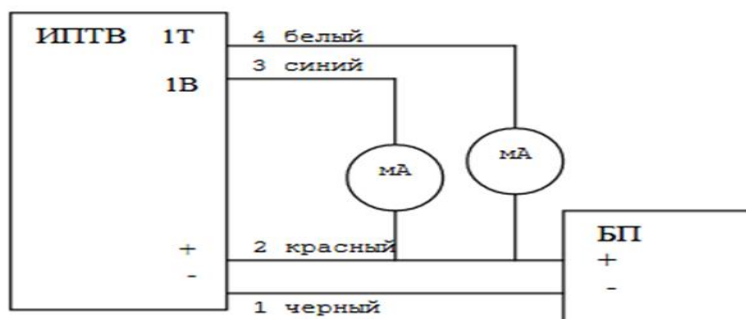 ИПТВ 1Т
4 белый
3 синий
1В
мА
мА
2 красный
БП
+
+
-
-
1 черный